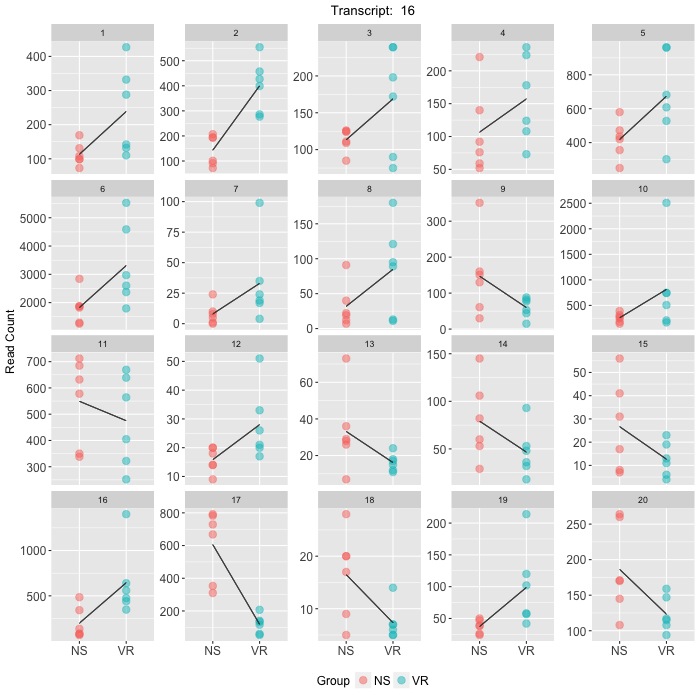 Transcript: 16
1 2 3 4 5
400 300 200 100
500 400 300 200 100
200 150 100
200 150 100 50
800 600 400
6 7 8 9 10
5000 4000 3000 2000
100 75 50 25 0
150 100 50 0
300 200 100 0
2500 2000 1500 1000 500
Read Count
11 12 13 14 15
700 600 500 400 300
50 40 30 20 10
60 40 20
150 100 50
50 40 30 20 10
16 17 18 19 20
1000 500
800 600 400 200
20 10
200 150 100 50
250 200 150 100
NS VR NS VR NS VR NS VR NS VR
Group NS VR